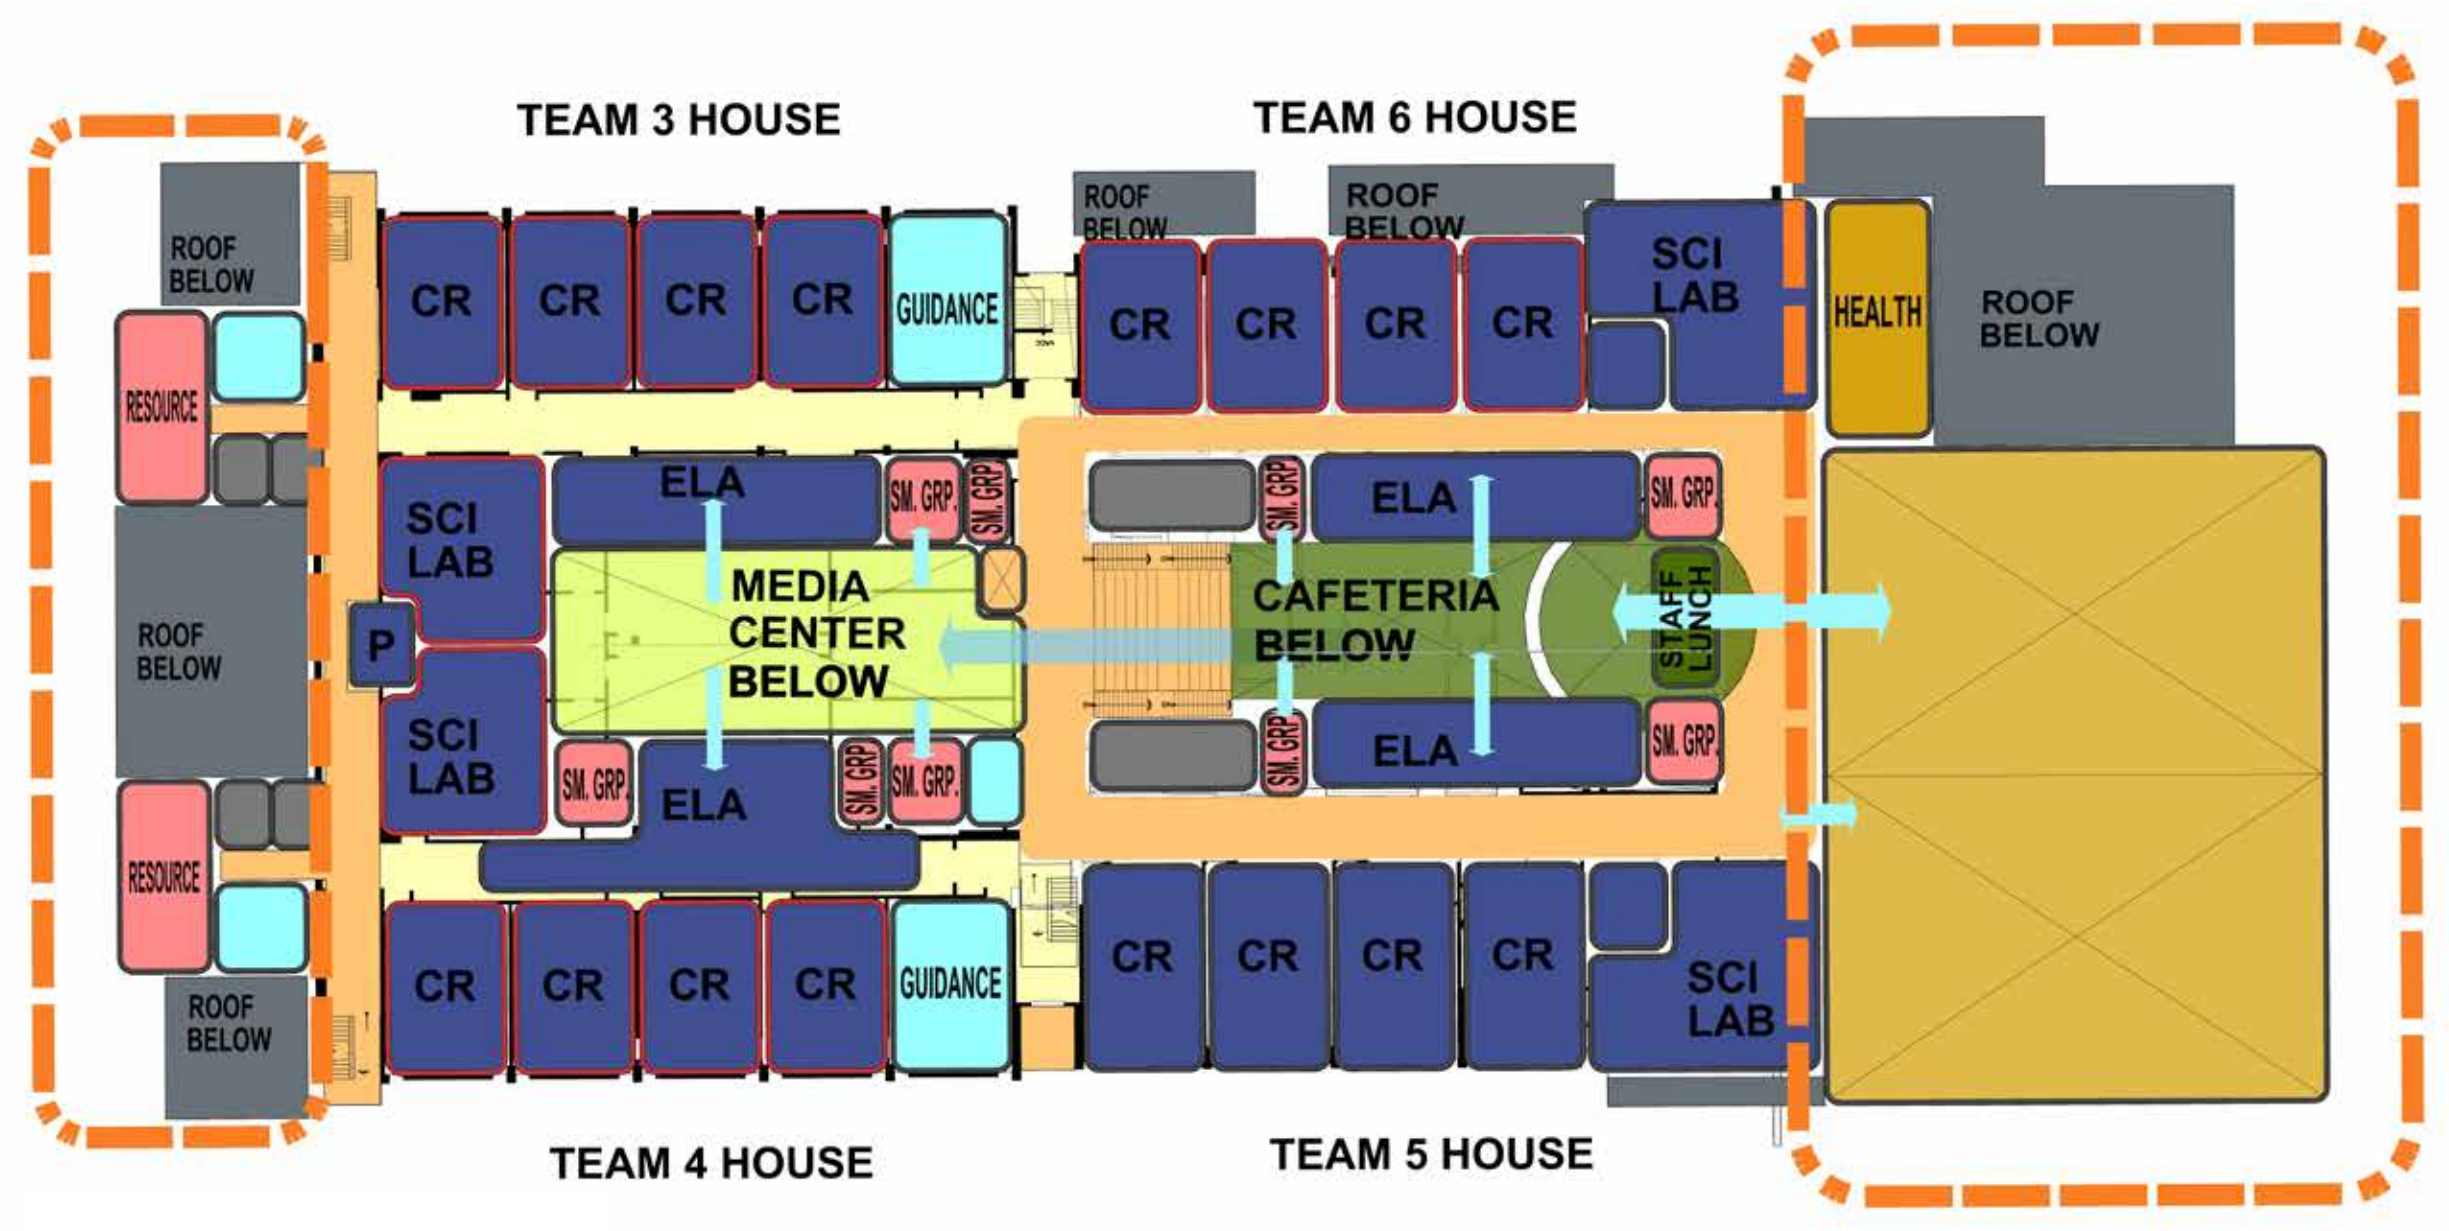 TEAM 3 HOUSE
TEAM 6 HOUSE
ROOF
BELOW
ROOF
BELOW
ROOF
BELOW
CR
CR
CR
CR
GUIDANCE
DOWN
CR
CR
CR
CR
SCI
LAB
HEALTH
ROOF
BELOW
RESOURCE
SCI
LAB
ELA
SM. GRP.
SM. GRP
SM. GRP
ELA
SM. GRP.
MEDIA
CENTER
BELOW
CAFETERIA
BELOW
STAFF
LUNCH
ROOF
BELOW
P
SCI
LAB
SM. GRP.
ELA
SM. GRP
SM. GRP.
SM. GRP
ELA
SM. GRP.
RESOURCE
ROOF
BELOW
CR
CR
CR
CR
GUIDANCE
CR
CR
CR
CR
SCI
LAB
TEAM 4 HOUSE
TEAM 5 HOUSE